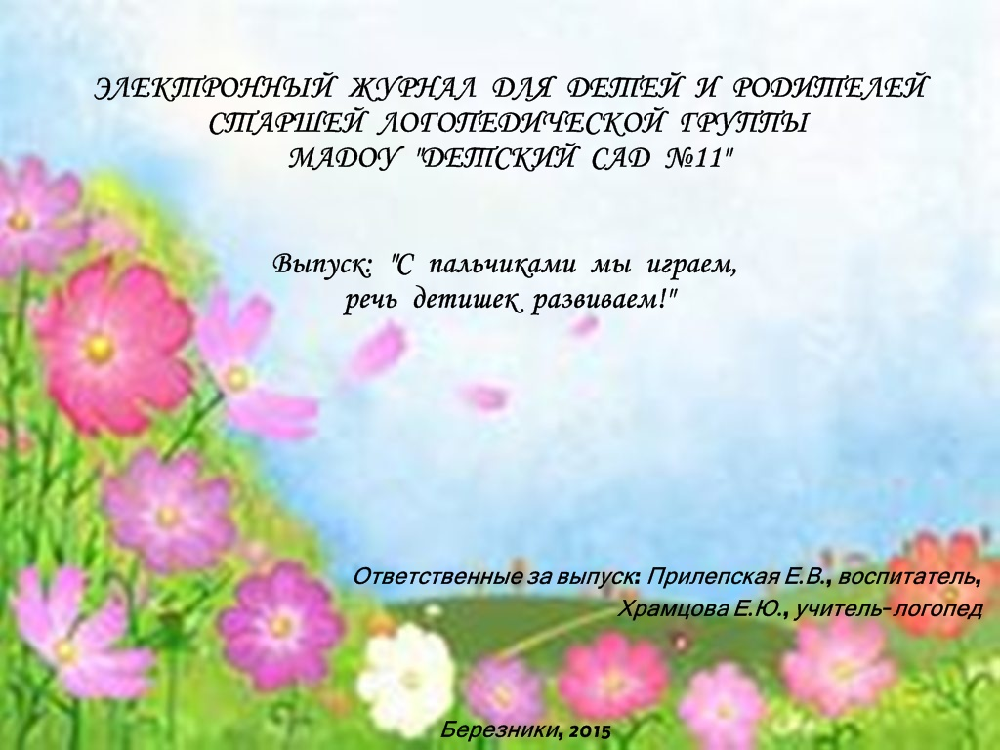 ЭЛЕКТРОННЫЙ ЖУРНАЛ ДЛЯ ДЕТЕЙ И РОДИТЕЛЕЙ
СТАРШЕЙ ЛОГОПЕДИЧЕСКОЙ ГРУППЫ
МАДОУ "ДЕТСКИЙ САД №11"
Выпуск: "С пальчиками мы играем,
речь детишек развиваем!"
Ответственные за выпуск: Прилепская Е.В., воспитатель,
Храмцова Е.Ю., учитель-логопед
Березники, 2015